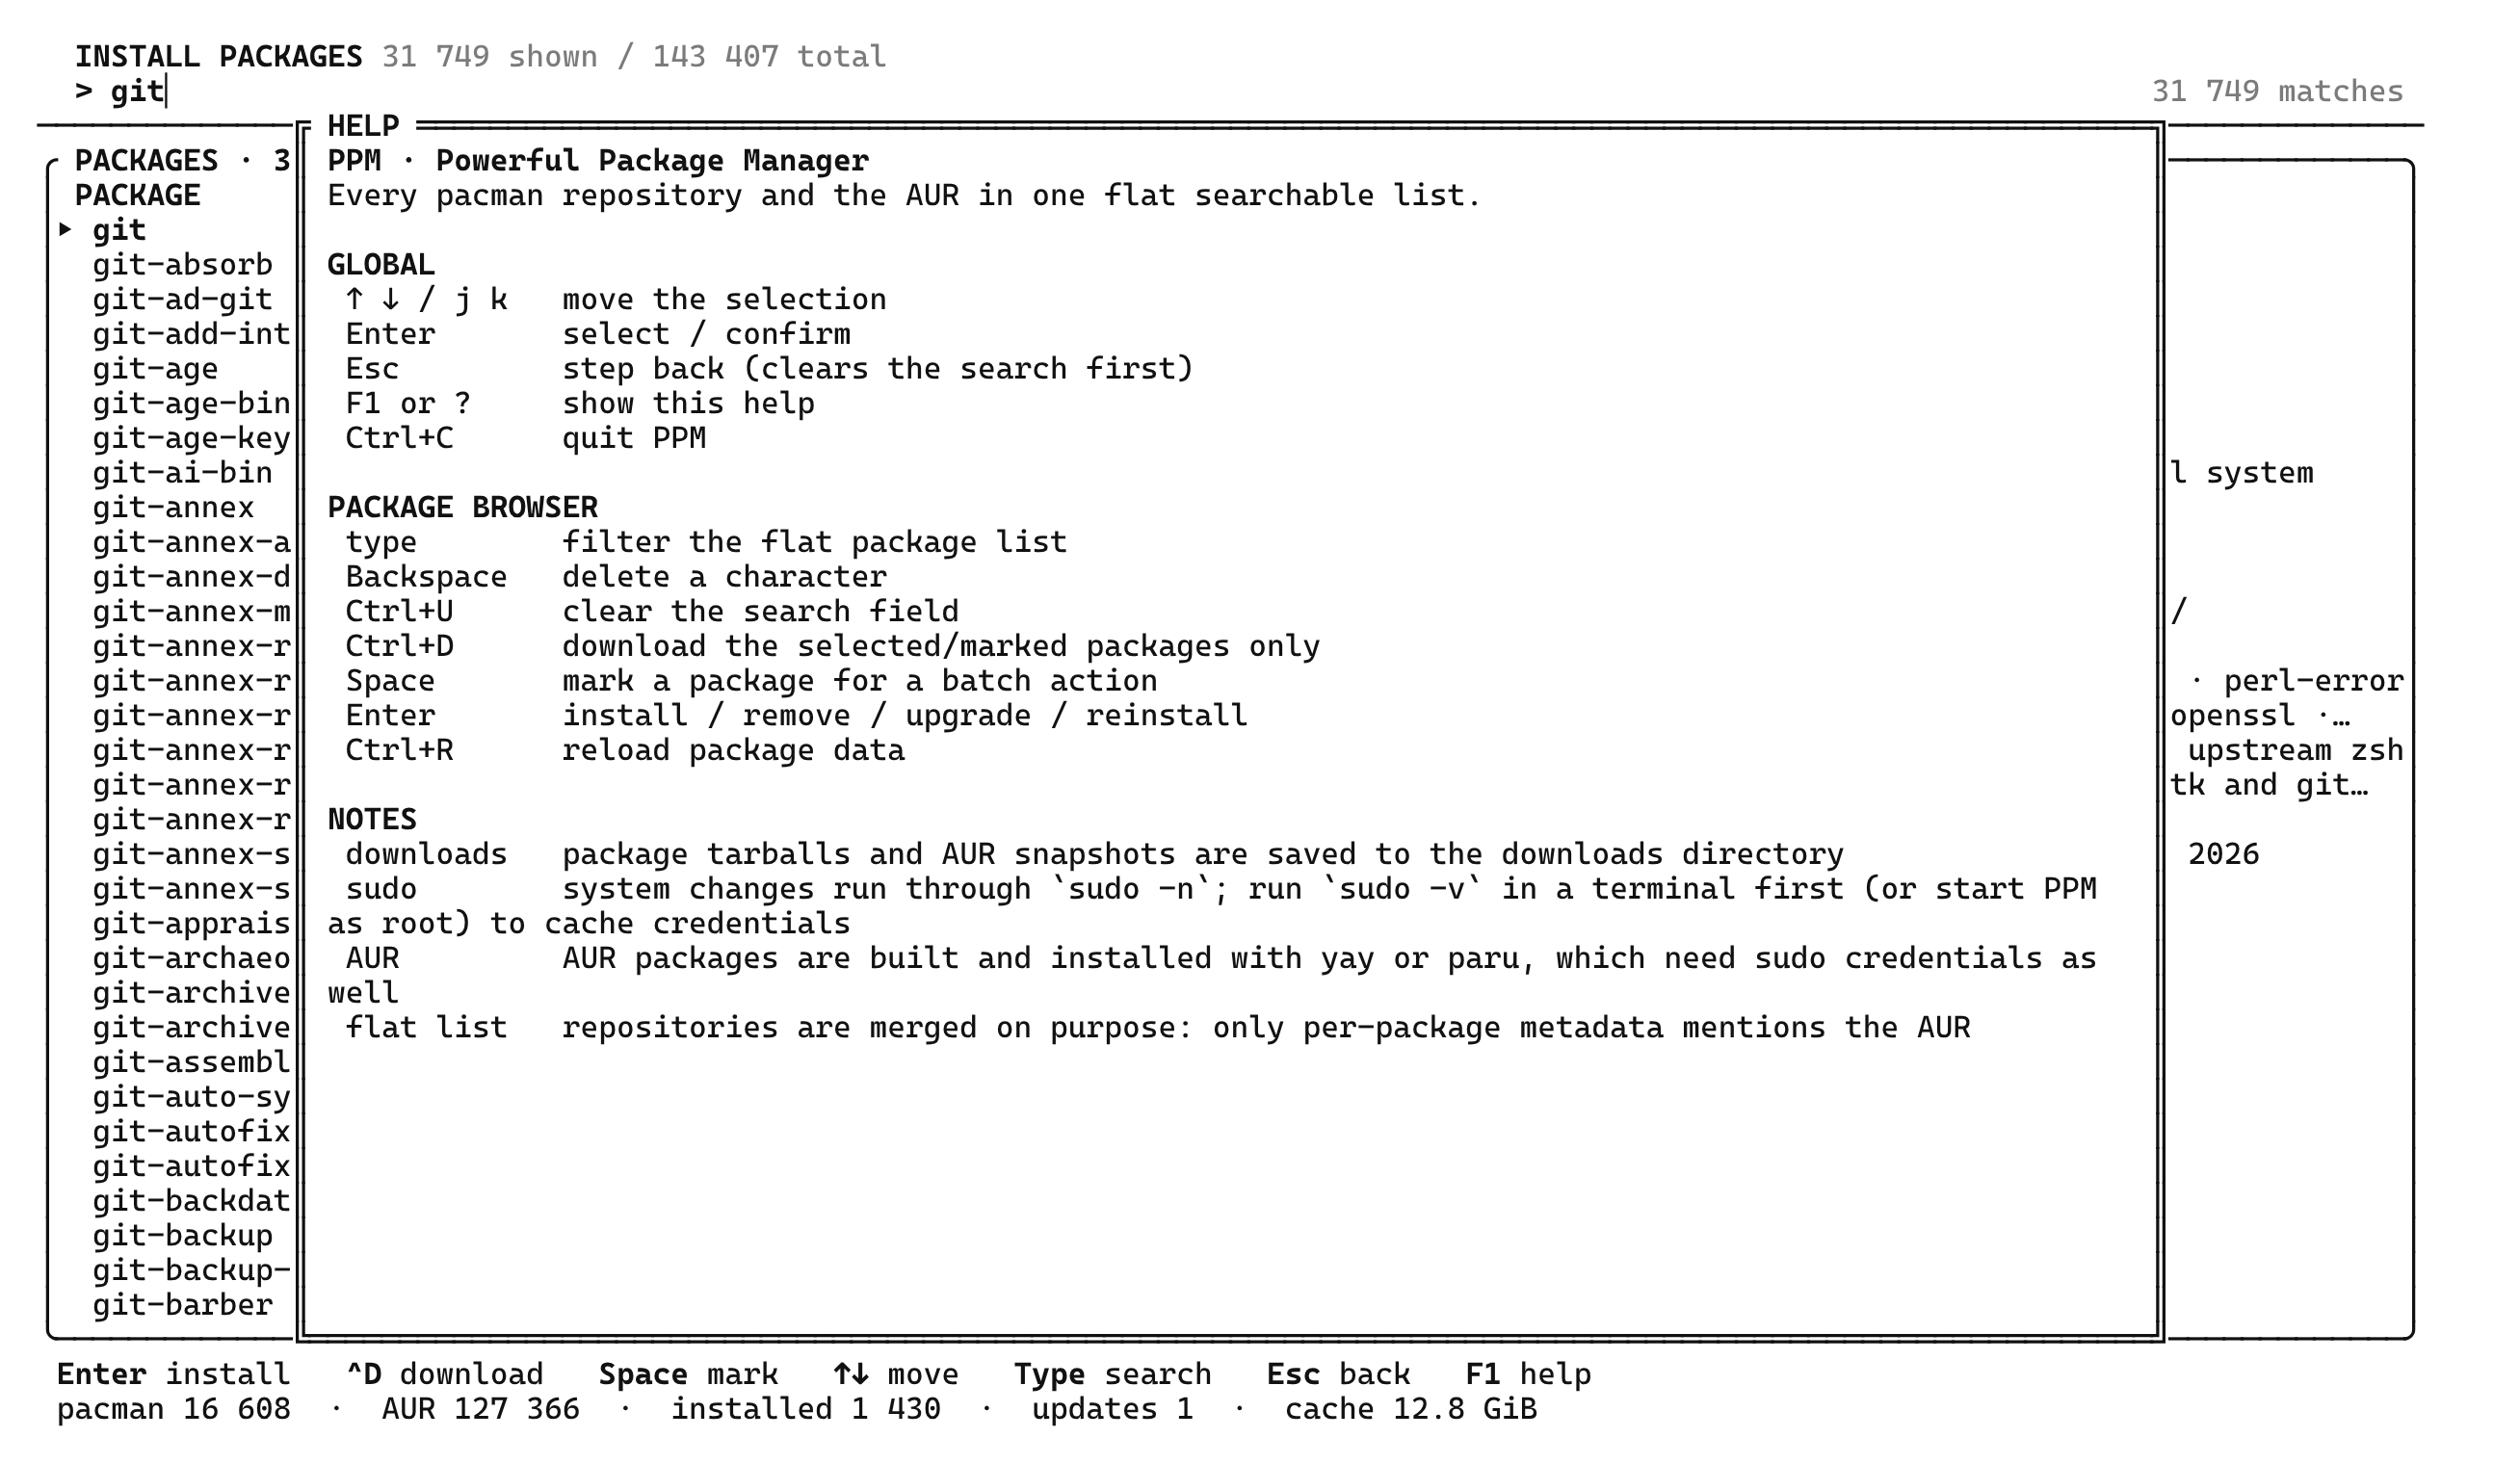 INSTALL PACKAGES 31 749 shown / 143 407 total
> git 31 749 matches
HELP
PACKAGES · 3 PPM · Powerful Package Manager
PACKAGE Every pacman repository and the AUR in one flat searchable list.
▸ git
git-absorb GLOBAL
git-ad-git ↑ ↓ / j k move the selection
git-add-int Enter select / confirm
git-age Esc step back (clears the search first)
git-age-bin F1 or ? show this help
git-age-key Ctrl+C quit PPM
git-ai-bin l system
git-annex PACKAGE BROWSER
git-annex-a type filter the flat package list
git-annex-d Backspace delete a character
git-annex-m Ctrl+U clear the search field /
git-annex-r Ctrl+D download the selected/marked packages only
git-annex-r Space mark a package for a batch action · perl-error
git-annex-r Enter install / remove / upgrade / reinstall openssl ·…
git-annex-r Ctrl+R reload package data upstream zsh
git-annex-r tk and git…
git-annex-r NOTES
git-annex-s downloads package tarballs and AUR snapshots are saved to the downloads directory 2026
git-annex-s sudo system changes run through `sudo -n`; run `sudo -v` in a terminal first (or start PPM
git-apprais as root) to cache credentials
git-archaeo AUR AUR packages are built and installed with yay or paru, which need sudo credentials as
git-archive well
git-archive flat list repositories are merged on purpose: only per-package metadata mentions the AUR
git-assembl
git-auto-sy
git-autofix
git-autofix
git-backdat
git-backup
git-backup-
git-barber
Enter install ^D download Space mark ↑↓ move Type search Esc back F1 help
pacman 16 608 · AUR 127 366 · installed 1 430 · updates 1 · cache 12.8 GiB